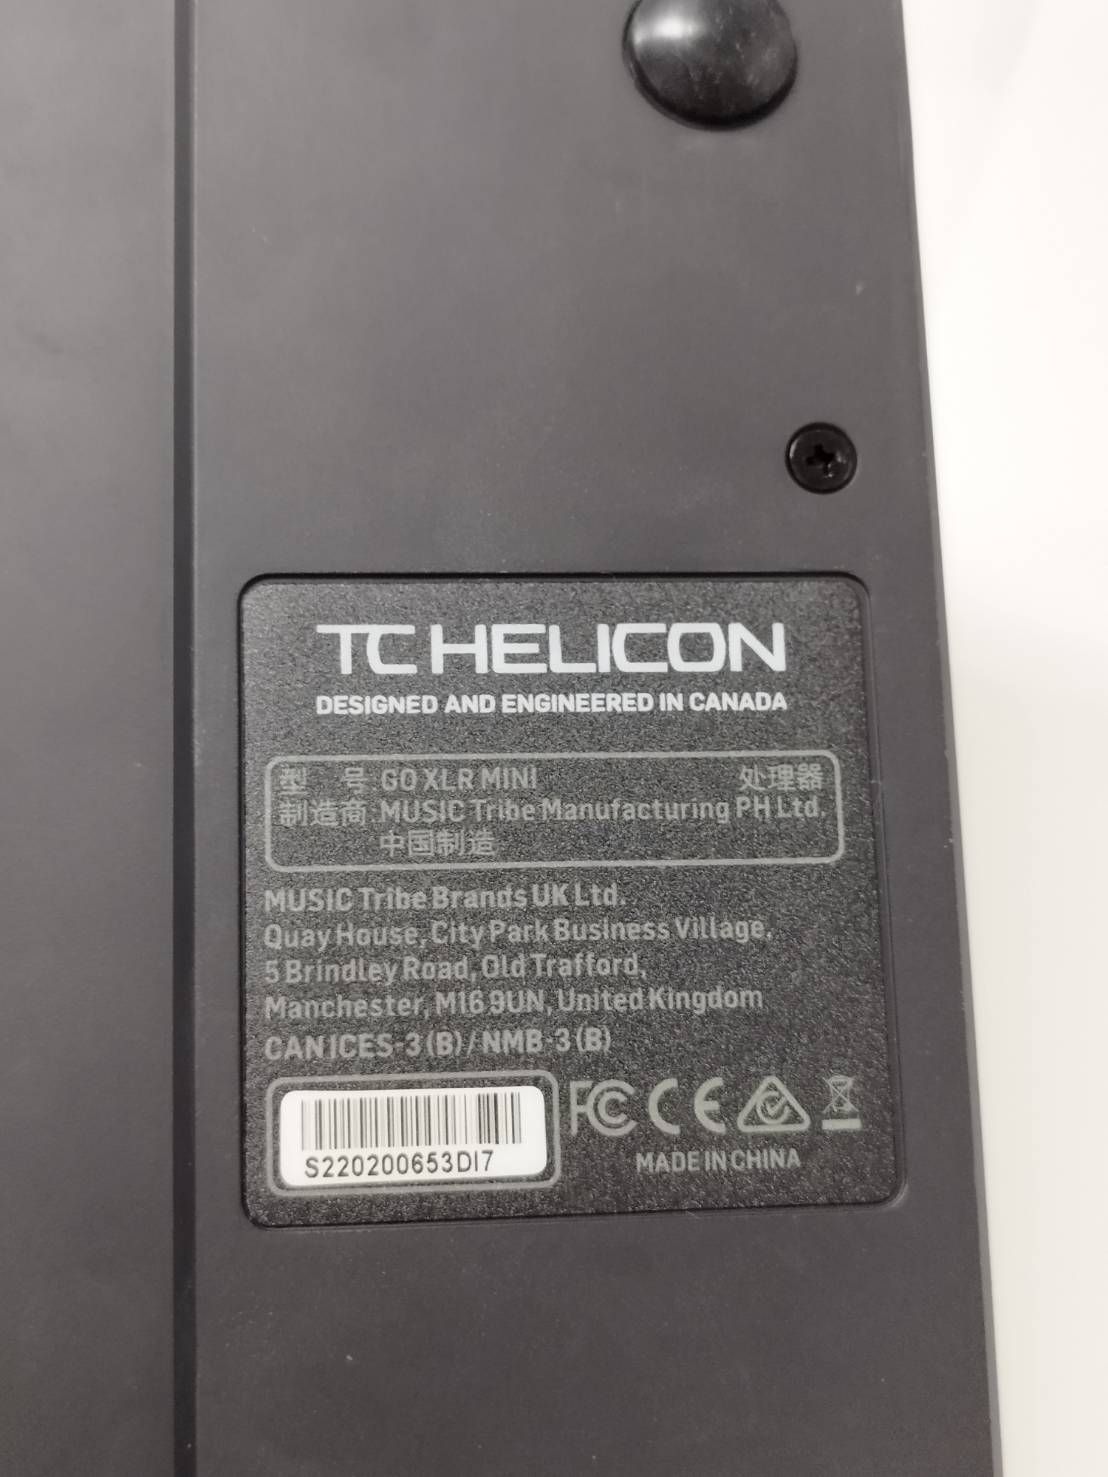 TC HELICON
DESIGNED AND ENGINEERED IN CANADA
型 号 GO XLR MINI 处理器
制造商 MUSIC Tribe Manufacturing PH Ltd.
中国制造
MUSIC Tribe Brands UK Ltd.
Quay House, City Park Business Village,
5 Brindley Road, Old Trafford,
Manchester, M16 9UN, United Kingdom
CAN ICES-3 (B) / NMB-3 (B)
FC CE
S220200653DI7
MADE IN CHINA